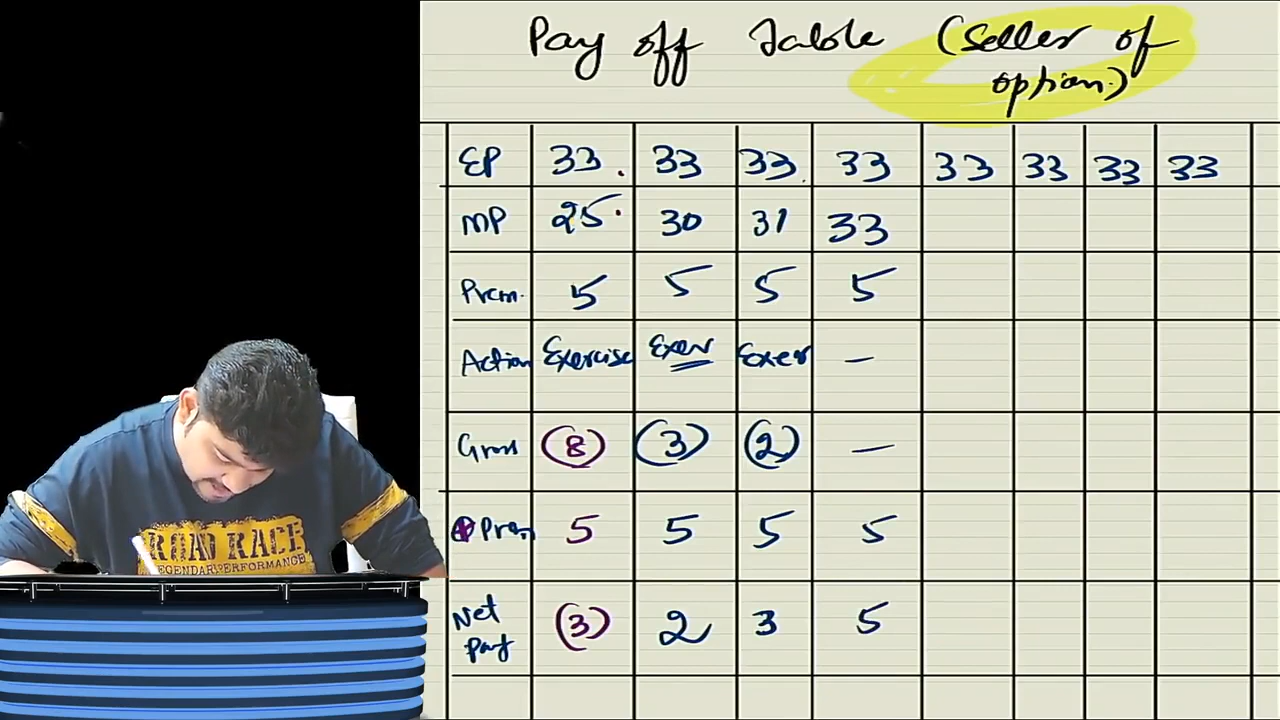 Pay off Table (Seller of
option)
EP 33 33 33 33 33 33 33 33
MP 25 30 31 33
Prem. 5 5 5 5
Action Exercise Exer Exer —
Gross (8) (3) (2) —
+ Prem 5 5 5 5
Net
Pay (3) 2 3 5
ROAD RACE
LEGENDARY PERFORMANCE